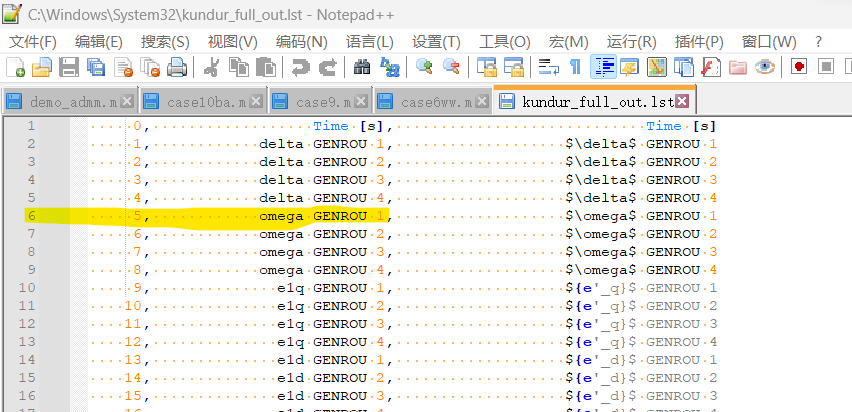 C:\Windows\System32\kundur_full_out.lst - Notepad++
文件(F) 编辑(E) 搜索(S) 视图(V) 编码(N) 语言(L) 设置(T) 工具(O) 宏(M) 运行(R) 插件(P) 窗口(W) ?
demo_admm.m case10ba.m case9.m case6ww.m kundur_full_out.lst
1 0, Time [s], Time [s]
2 1, delta GENROU 1, $\delta$ GENROU 1
3 2, delta GENROU 2, $\delta$ GENROU 2
4 3, delta GENROU 3, $\delta$ GENROU 3
5 4, delta GENROU 4, $\delta$ GENROU 4
6 5, omega GENROU 1, $\omega$ GENROU 1
7 6, omega GENROU 2, $\omega$ GENROU 2
8 7, omega GENROU 3, $\omega$ GENROU 3
9 8, omega GENROU 4, $\omega$ GENROU 4
10 9, e1q GENROU 1, ${e'_q}$ GENROU 1
11 10, e1q GENROU 2, ${e'_q}$ GENROU 2
12 11, e1q GENROU 3, ${e'_q}$ GENROU 3
13 12, e1q GENROU 4, ${e'_q}$ GENROU 4
14 13, e1d GENROU 1, ${e'_d}$ GENROU 1
15 14, e1d GENROU 2, ${e'_d}$ GENROU 2
16 15, e1d GENROU 3, ${e'_d}$ GENROU 3